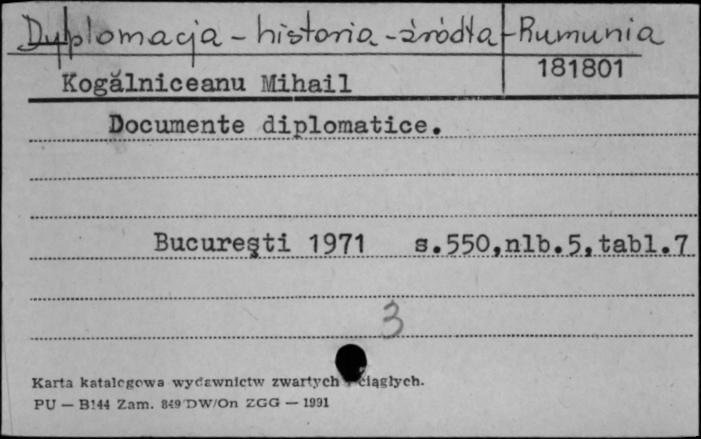 Dyplomacja - historia - źródła - Rumunia
181801
Kogălniceanu Mihail
Documente diplomatice.
Bucureşti 1971 s.550,nlb.5,tabl.7
3
Karta katalogowa wydawnictw zwartych i ciągłych.
PU — B144 Zam. 849/DW/On ZGG — 1991